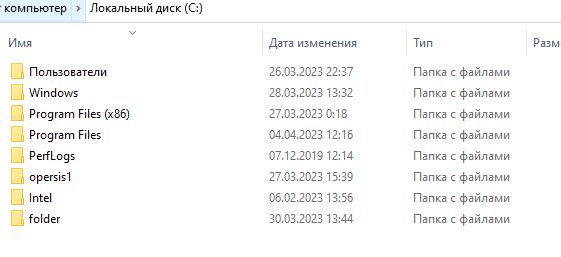 компьютер > Локальный диск (C:)
Имя Дата изменения Тип
Пользователи 26.03.2023 22:37 Папка с файлами
Windows 28.03.2023 13:32 Папка с файлами
Program Files (x86) 27.03.2023 0:18 Папка с файлами
Program Files 04.04.2023 12:16 Папка с файлами
PerfLogs 07.12.2019 12:14 Папка с файлами
opersis1 27.03.2023 15:39 Папка с файлами
Intel 06.02.2023 13:56 Папка с файлами
folder 30.03.2023 13:44 Папка с файлами